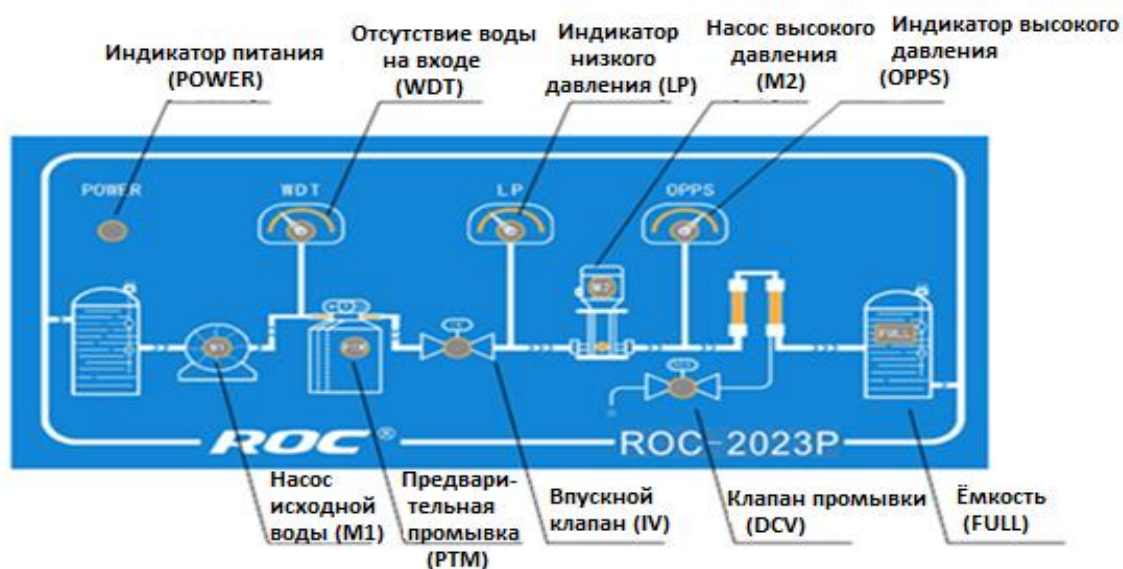 Индикатор питания
(POWER)
Отсутствие воды
на входе
(WDT)
Индикатор
низкого
давления (LP)
Насос высокого
давления
(M2)
Индикатор высокого
давления
(OPPS)
POWER
WDT
LP
OPPS
M2
M1
FULL
ROC®
ROC-2023P
Насос
исходной
воды (M1)
Предвари-
тельная
промывка
(PTM)
Впускной
клапан (IV)
Клапан промывки
(DCV)
Ёмкость
(FULL)